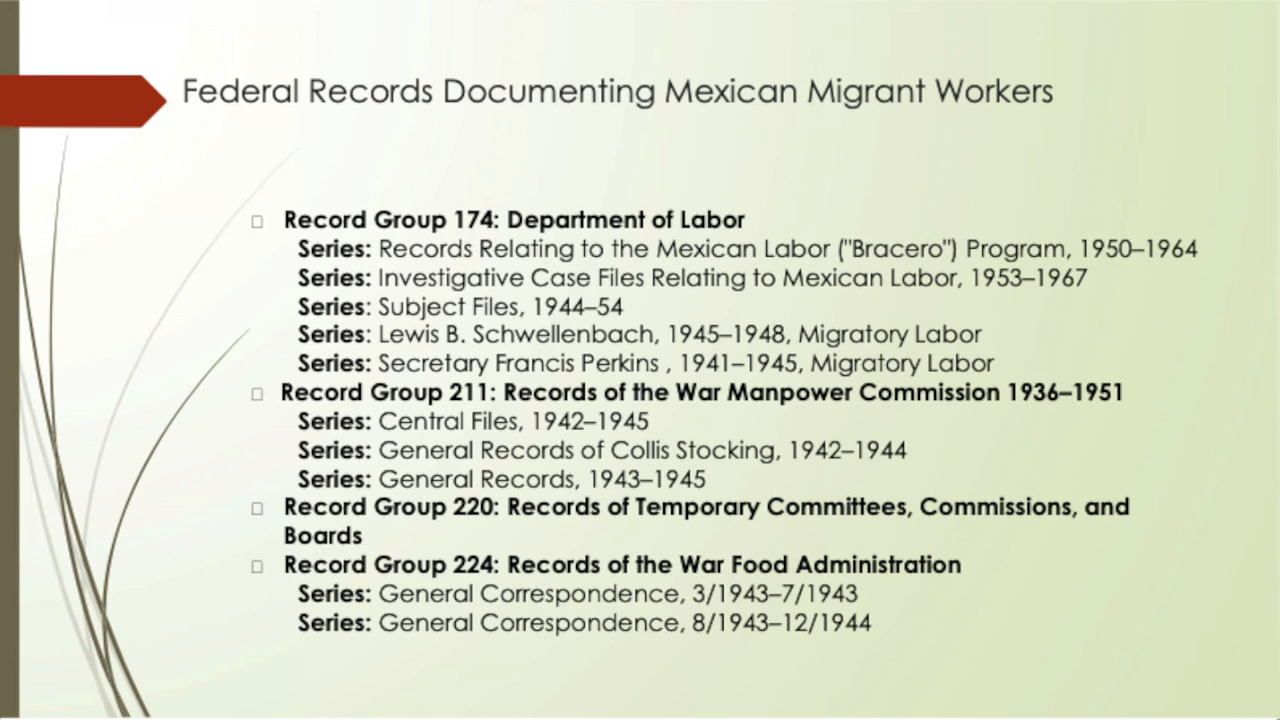 Federal Records Documenting Mexican Migrant Workers
Record Group 174: Department of Labor
Series: Records Relating to the Mexican Labor ("Bracero") Program, 1950–1964
Series: Investigative Case Files Relating to Mexican Labor, 1953–1967
Series: Subject Files, 1944–54
Series: Lewis B. Schwellenbach, 1945–1948, Migratory Labor
Series: Secretary Francis Perkins , 1941–1945, Migratory Labor
Record Group 211: Records of the War Manpower Commission 1936–1951
Series: Central Files, 1942–1945
Series: General Records of Collis Stocking, 1942–1944
Series: General Records, 1943–1945
Record Group 220: Records of Temporary Committees, Commissions, and
Boards
Record Group 224: Records of the War Food Administration
Series: General Correspondence, 3/1943–7/1943
Series: General Correspondence, 8/1943–12/1944